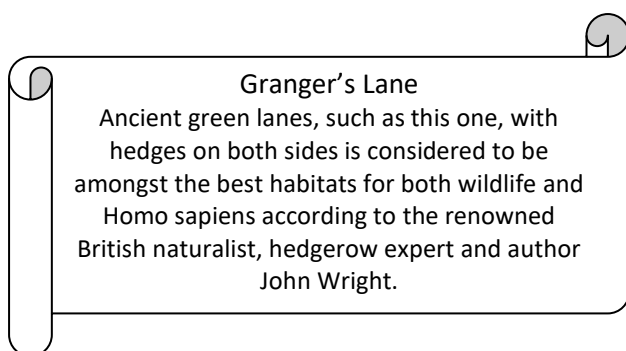 Granger’s Lane
Ancient green lanes, such as this one, with
hedges on both sides is considered to be
amongst the best habitats for both wildlife and
Homo sapiens according to the renowned
British naturalist, hedgerow expert and author
John Wright.